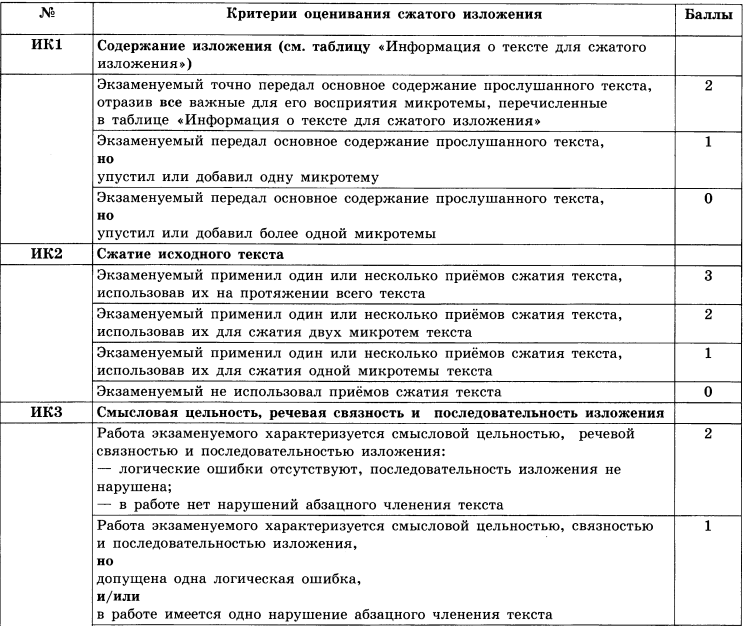 № Критерии оценивания сжатого изложения Баллы
ИК1 Содержание изложения (см. таблицу «Информация о тексте для сжатого
изложения»)
Экзаменуемый точно передал основное содержание прослушанного текста, 2
отразив все важные для его восприятия микротемы, перечисленные
в таблице «Информация о тексте для сжатого изложения»
Экзаменуемый передал основное содержание прослушанного текста, 1
но
упустил или добавил одну микротему
Экзаменуемый передал основное содержание прослушанного текста, 0
но
упустил или добавил более одной микротемы
ИК2 Сжатие исходного текста
Экзаменуемый применил один или несколько приёмов сжатия текста, 3
использовав их на протяжении всего текста
Экзаменуемый применил один или несколько приёмов сжатия текста, 2
использовав их для сжатия двух микротем текста
Экзаменуемый применил один или несколько приёмов сжатия текста, 1
использовав их для сжатия одной микротемы текста
Экзаменуемый не использовал приёмов сжатия текста 0
ИК3 Смысловая цельность, речевая связность и последовательность изложения
Работа экзаменуемого характеризуется смысловой цельностью, речевой 2
связностью и последовательностью изложения:
— логические ошибки отсутствуют, последовательность изложения не
нарушена;
— в работе нет нарушений абзацного членения текста
Работа экзаменуемого характеризуется смысловой цельностью, связностью 1
и последовательностью изложения,
но
допущена одна логическая ошибка,
и/или
в работе имеется одно нарушение абзацного членения текста